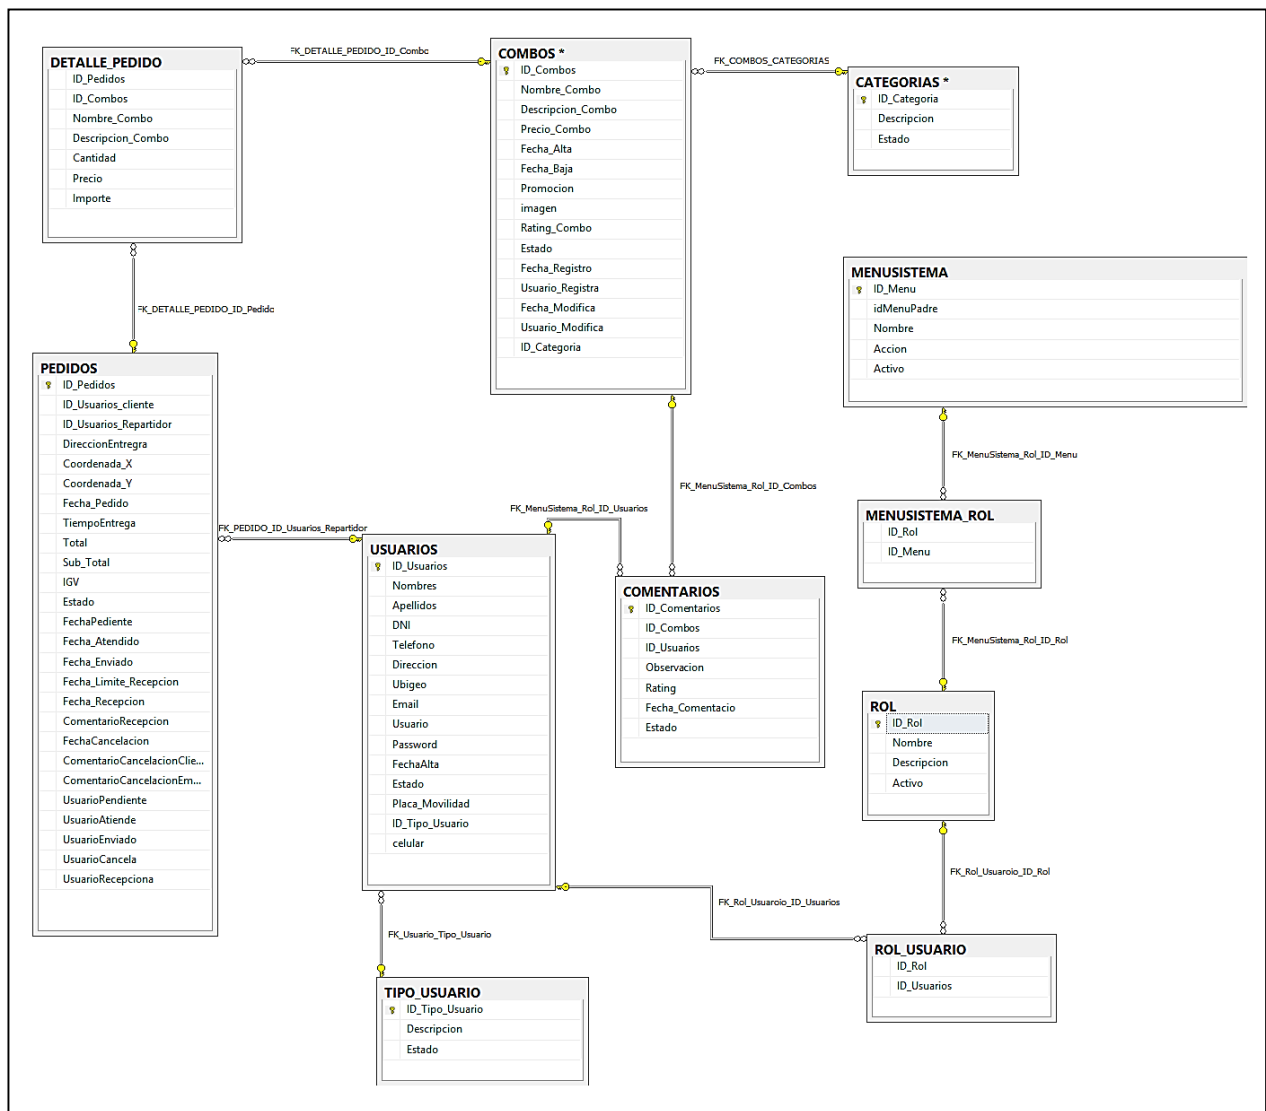 FK_DETALLE_PEDIDO_ID_Combo
DETALLE_PEDIDO
ID_Pedidos
ID_Combos
Nombre_Combo
Descripcion_Combo
Cantidad
Precio
Importe
COMBOS *
ID_Combos
Nombre_Combo
Descripcion_Combo
Precio_Combo
Fecha_Alta
Fecha_Baja
Promocion
imagen
Rating_Combo
Estado
Fecha_Registro
Usuario_Registra
Fecha_Modifica
Usuario_Modifica
ID_Categoria
FK_COMBOS_CATEGORIAS
CATEGORIAS *
ID_Categoria
Descripcion
Estado
MENUSISTEMA
ID_Menu
idMenuPadre
Nombre
Accion
Activo
FK_DETALLE_PEDIDO_ID_Pedido
PEDIDOS
ID_Pedidos
ID_Usuarios_cliente
ID_Usuarios_Repartidor
DireccionEntregra
Coordenada_X
Coordenada_Y
Fecha_Pedido
TiempoEntrega
Total
Sub_Total
IGV
Estado
FechaPediente
Fecha_Atendido
Fecha_Enviado
Fecha_Limite_Recepcion
Fecha_Recepcion
ComentarioRecepcion
FechaCancelacion
ComentarioCancelacionClie...
ComentarioCancelacionEm...
UsuarioPendiente
UsuarioAtiende
UsuarioEnviado
UsuarioCancela
UsuarioRecepciona
FK_PEDIDO_ID_Usuarios_Repartidor
USUARIOS
ID_Usuarios
Nombres
Apellidos
DNI
Telefono
Direccion
Ubigeo
Email
Usuario
Password
FechaAlta
Estado
Placa_Movilidad
ID_Tipo_Usuario
celular
FK_MenuSistema_Rol_ID_Usuarios
FK_MenuSistema_Rol_ID_Combos
COMENTARIOS
ID_Comentarios
ID_Combos
ID_Usuarios
Observacion
Rating
Fecha_Comentacio
Estado
FK_MenuSistema_Rol_ID_Menu
MENUSISTEMA_ROL
ID_Rol
ID_Menu
FK_MenuSistema_Rol_ID_Rol
ROL
ID_Rol
Nombre
Descripcion
Activo
FK_Rol_Usuaroio_ID_Rol
FK_Rol_Usuaroio_ID_Usuarios
ROL_USUARIO
ID_Rol
ID_Usuarios
FK_Usuario_Tipo_Usuario
TIPO_USUARIO
ID_Tipo_Usuario
Descripcion
Estado